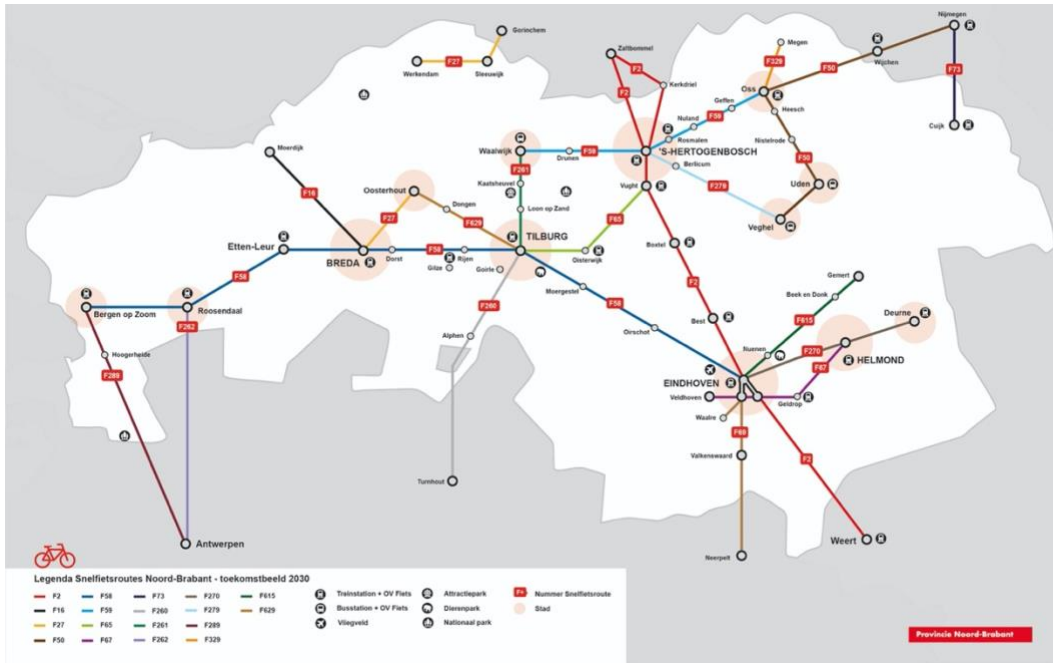 Nijmegen
Gorinchem
Zaltbommel
Megen
F2
F329
Wijchen
F50
F73
Werkendam
F27
Sleeuwijk
Kerkdriel
F2
Oss
Geffen
F59
Heesch
Nuland
Cuijk
Rosmalen
Waalwijk
Drunen
F59
'S-HERTOGENBOSCH
Nistelrode
Moerdijk
F50
F261
Berlicum
Kaatsheuvel
F279
Uden
Vught
F16
Oosterhout
Loon op Zand
Veghel
Dongen
F27
F629
F65
TILBURG
Etten-Leur
BREDA
Dorst
F58
Rijen
Oisterwijk
Boxtel
Gilze
Goirle
F58
Gemert
F2
Moergestel
Beek en Donk
F260
F58
Bergen op Zoom
Roosendaal
Deurne
Best
F615
F262
Oirschot
Alphen
Nuenen
Hoogerheide
F270
HELMOND
F289
F67
EINDHOVEN
Veldhoven
Geldrop
Waalre
F69
Valkenswaard
F2
Turnhout
Antwerpen
Weert
Neerpelt
Legenda Snelfietsroutes Noord-Brabant - toekomstbeeld 2030
F2 F58 F73 F270 F615 Treinstation + OV Fiets Attractiepark Nummer Snelfietsroute
F16 F59 F260 F279 F629 Busstation + OV Fiets Dierenpark Stad
F27 F65 F261 F289 Vliegveld Nationaal park
F50 F67 F262 F329
Provincie Noord-Brabant